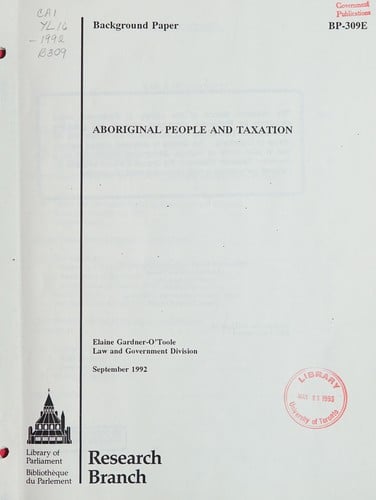 CA1
YL16
-1992
B309
Background Paper
Government
Publications
BP-309E
ABORIGINAL PEOPLE AND TAXATION
Elaine Gardner-O'Toole
Law and Government Division
September 1992
LIBRARY
University of Toronto
Library of
Parliament
Bibliothèque
du Parlement
Research
Branch